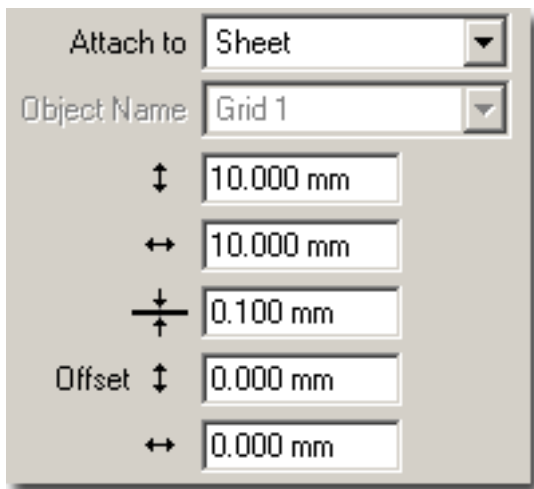 Attach to Sheet
Object Name Grid 1
10.000 mm
10.000 mm
0.100 mm
Offset 0.000 mm
0.000 mm